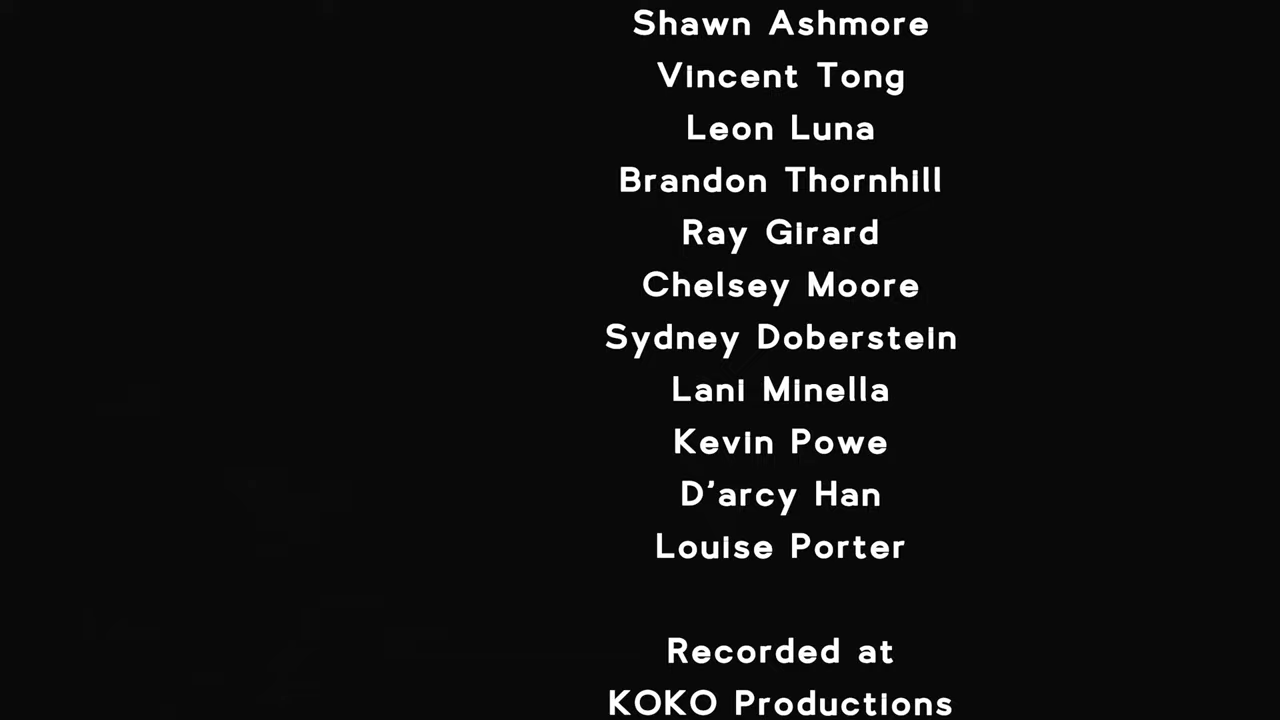 Shawn Ashmore
Vincent Tong
Leon Luna
Brandon Thornhill
Ray Girard
Chelsey Moore
Sydney Doberstein
Lani Minella
Kevin Powe
D’arcy Han
Louise Porter
Recorded at
KOKO Productions